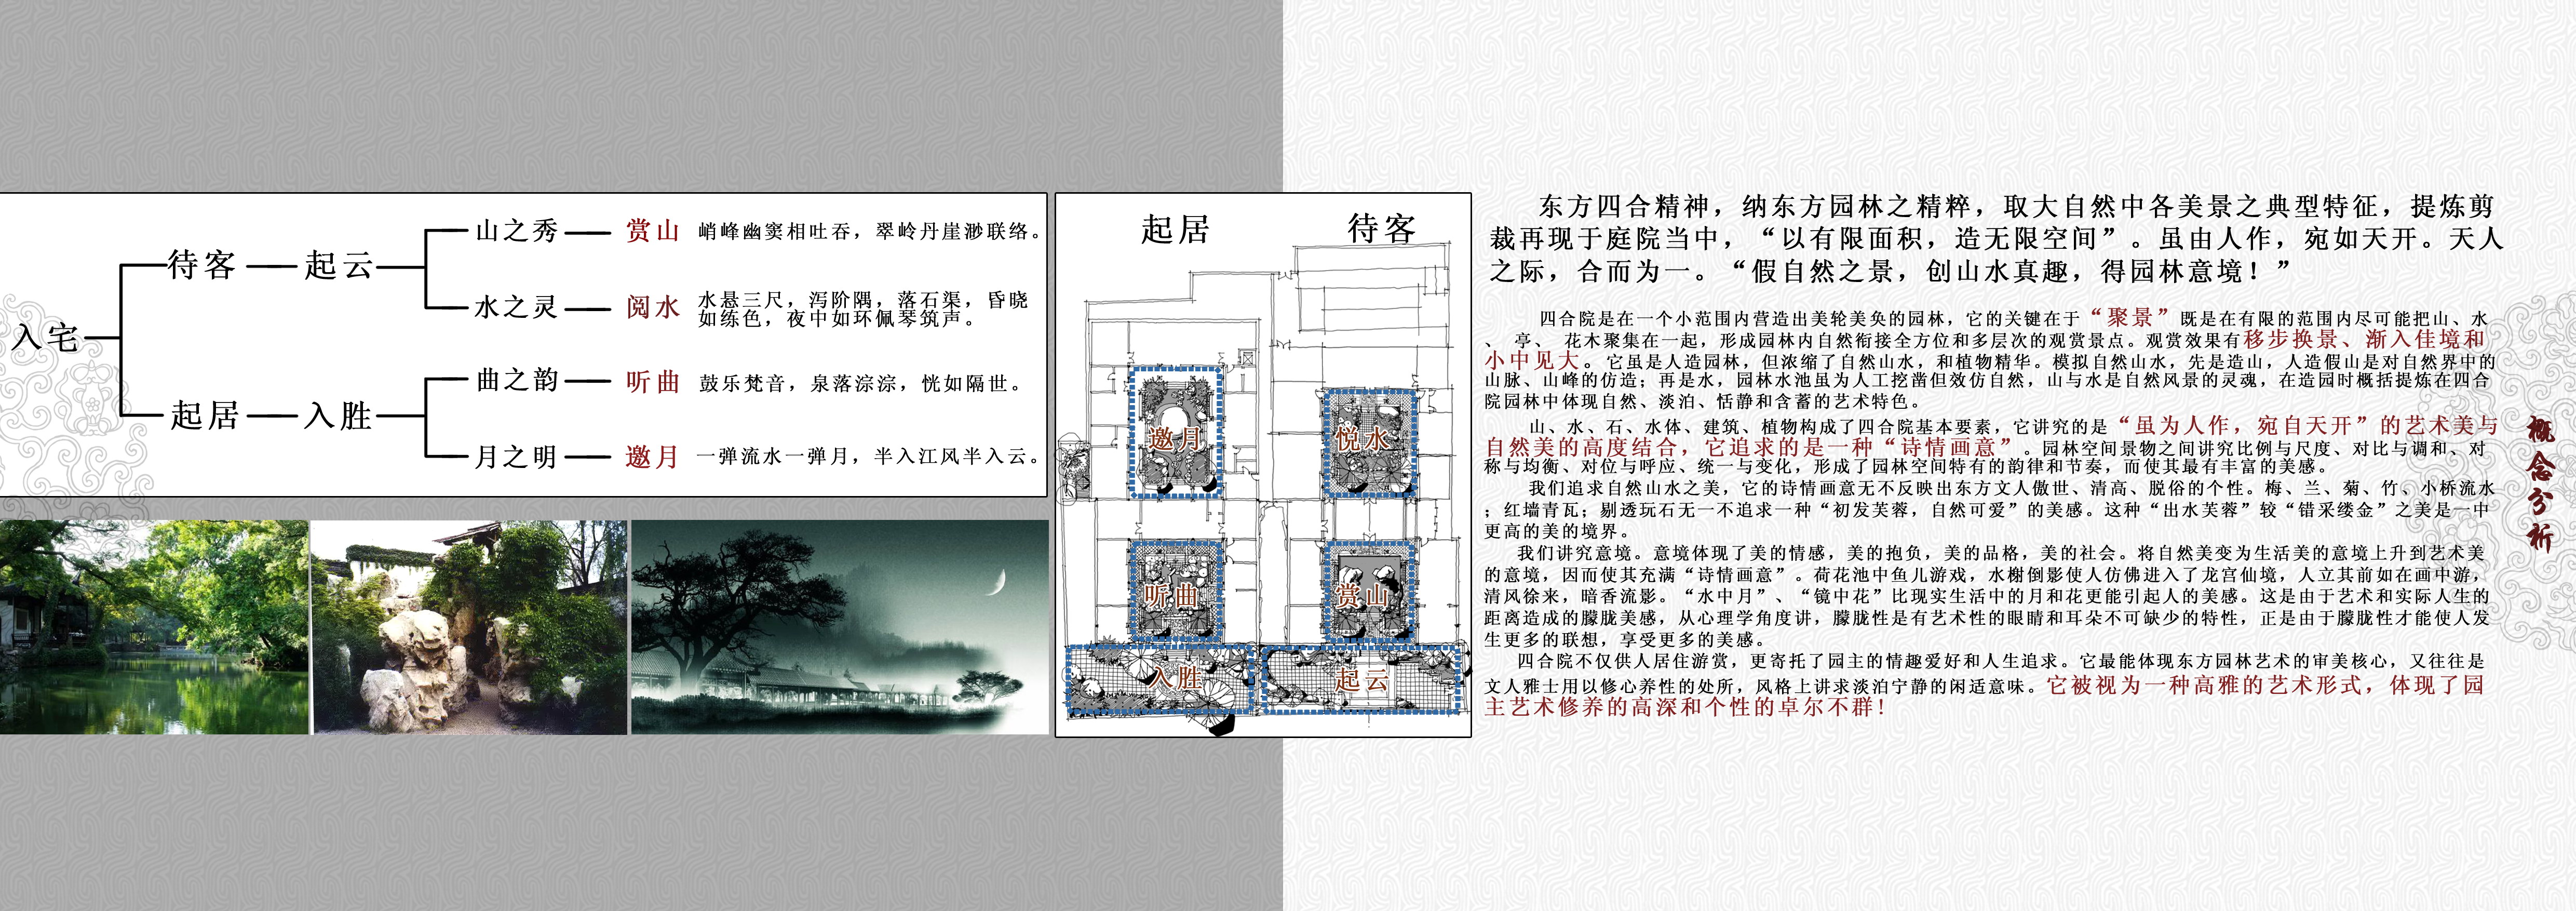 入宅
待客
起云
山之秀
赏山
峭峰幽窦相吐吞，翠岭丹崖渺联络。
水之灵
阅水
水悬三尺，泻阶隅，落石渠，昏晓
如练色，夜中如环佩琴筑声。
起居
入胜
曲之韵
听曲
鼓乐梵音，泉落淙淙，恍如隔世。
月之明
邀月
一弹流水一弹月，半入江风半入云。
起居
待客
邀月
悦水
听曲
赏山
入胜
起云
东方四合精神，纳东方园林之精粹，取大自然中各美景之典型特征，提炼剪
裁再现于庭院当中，“以有限面积，造无限空间”。虽由人作，宛如天开。天人
之际，合而为一。“假自然之景，创山水真趣，得园林意境！”
四合院是在一个小范围内营造出美轮美奂的园林，它的关键在于“聚景”既是在有限的范围内尽可能把山、水
、亭、 花木聚集在一起，形成园林内自然衔接全方位和多层次的观赏景点。观赏效果有移步换景、渐入佳境和
小中见大。它虽是人造园林，但浓缩了自然山水，和植物精华。模拟自然山水，先是造山，人造假山是对自然界中的
山脉、山峰的仿造；再是水，园林水池虽为人工挖凿但效仿自然，山与水是自然风景的灵魂，在造园时概括提炼在四合
院园林中体现自然、淡泊、恬静和含蓄的艺术特色。
山、水、石、水体、建筑、植物构成了四合院基本要素，它讲究的是“虽为人作，宛自天开”的艺术美与
自然美的高度结合，它追求的是一种“诗情画意”。园林空间景物之间讲究比例与尺度、对比与调和、对
称与均衡、对位与呼应、统一与变化，形成了园林空间特有的韵律和节奏，而使其最有丰富的美感。
我们追求自然山水之美，它的诗情画意无不反映出东方文人傲世、清高、脱俗的个性。梅、兰、菊、竹、小桥流水
；红墙青瓦；剔透玩石无一不追求一种“初发芙蓉，自然可爱”的美感。这种“出水芙蓉”较“错采缕金”之美是一中
更高的美的境界。
我们讲究意境。意境体现了美的情感，美的抱负，美的品格，美的社会。将自然美变为生活美的意境上升到艺术美
的意境，因而使其充满“诗情画意”。荷花池中鱼儿游戏，水榭倒影使人仿佛进入了龙宫仙境，人立其前如在画中游，
清风徐来，暗香流影。“水中月”、“镜中花”比现实生活中的月和花更能引起人的美感。这是由于艺术和实际人生的
距离造成的朦胧美感，从心理学角度讲，朦胧性是有艺术性的眼睛和耳朵不可缺少的特性，正是由于朦胧性才能使人发
生更多的联想，享受更多的美感。
四合院不仅供人居住游赏，更寄托了园主的情趣爱好和人生追求。它最能体现东方园林艺术的审美核心，又往往是
文人雅士用以修心养性的处所，风格上讲求淡泊宁静的闲适意味。它被视为一种高雅的艺术形式，体现了园
主艺术修养的高深和个性的卓尔不群！
概念分析